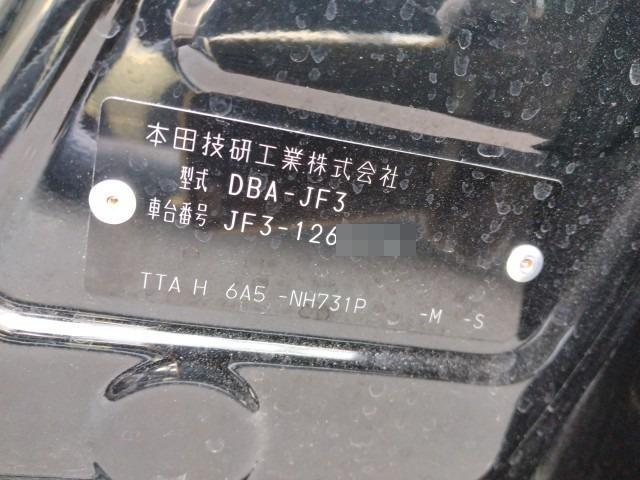 本田技研工業株式会社
型式 DBA-JF3
車台番号 JF3-126
TTA H 6A5 -NH731P -M -S